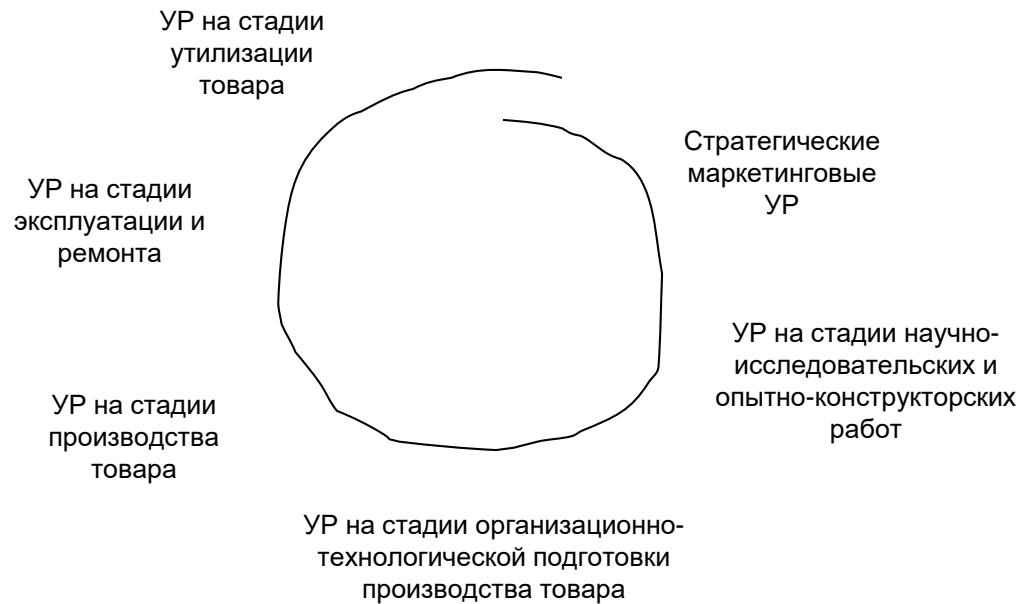 УР на стадии
утилизации
товара
Стратегические
маркетинговые
УР
УР на стадии
эксплуатации и
ремонта
УР на стадии научно-
исследовательских и
опытно-конструкторских
работ
УР на стадии
производства
товара
УР на стадии организационно-
технологической подготовки
производства товара